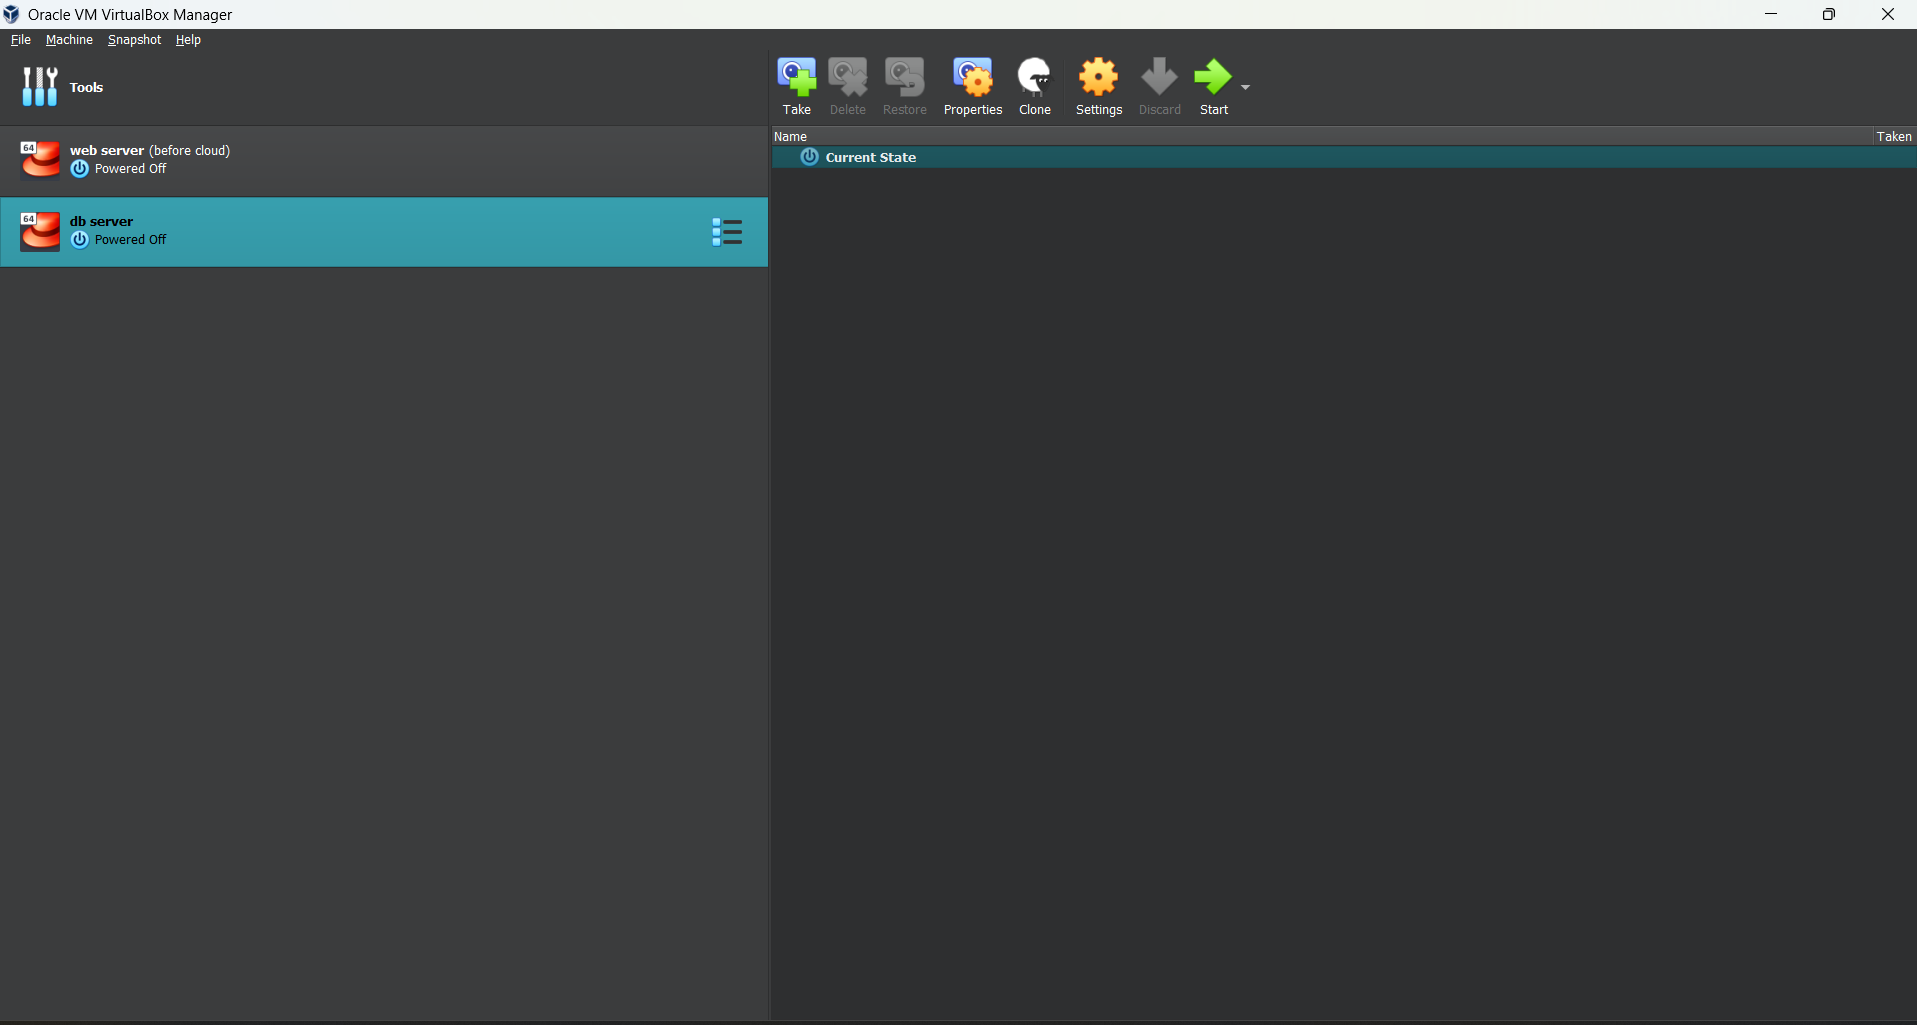 Oracle VM VirtualBox Manager
File Machine Snapshot Help
Tools
Take Delete Restore Properties Clone Settings Discard Start
Name Taken
Current State
64
web server (before cloud)
Powered Off
64
db server
Powered Off